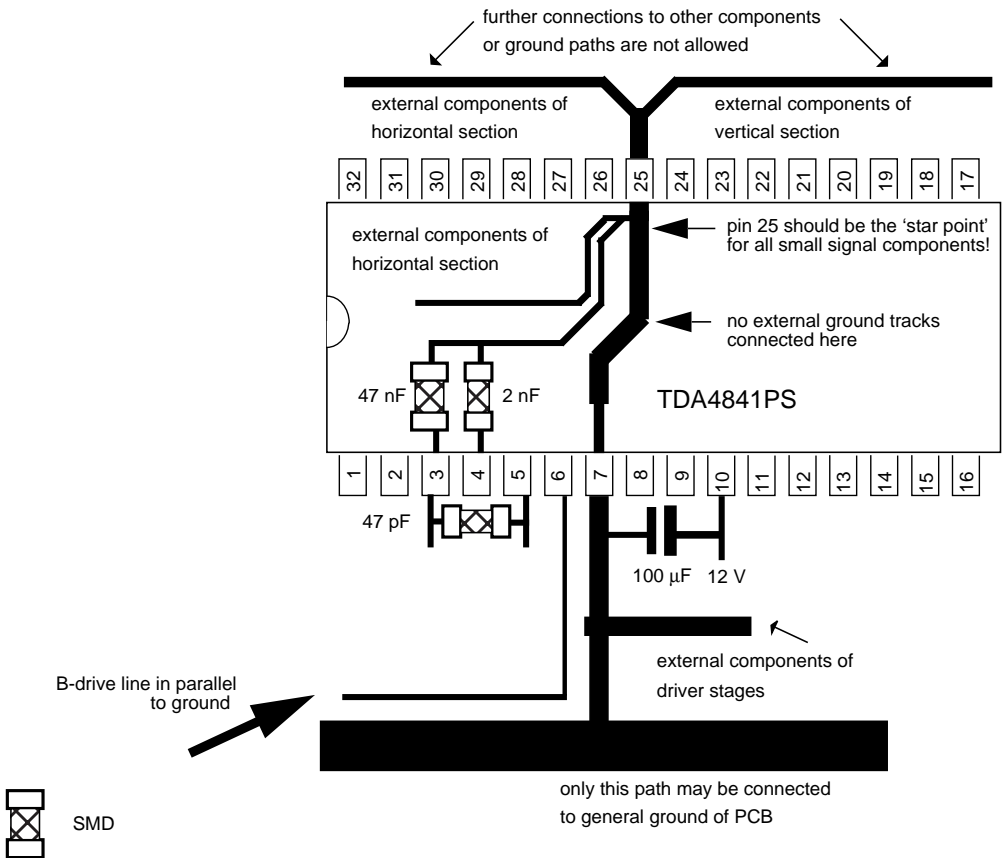 further connections to other components
or ground paths are not allowed
external components of
horizontal section
external components of
vertical section
32 31 30 29 28 27 26 25 24 23 22 21 20 19 18 17
external components of
horizontal section
pin 25 should be the ‘star point’
for all small signal components!
no external ground tracks
connected here
47 nF
2 nF
TDA4841PS
1 2 3 4 5 6 7 8 9 10 11 12 13 14 15 16
47 pF
100 µF
12 V
external components of
driver stages
B-drive line in parallel
to ground
only this path may be connected
to general ground of PCB
SMD